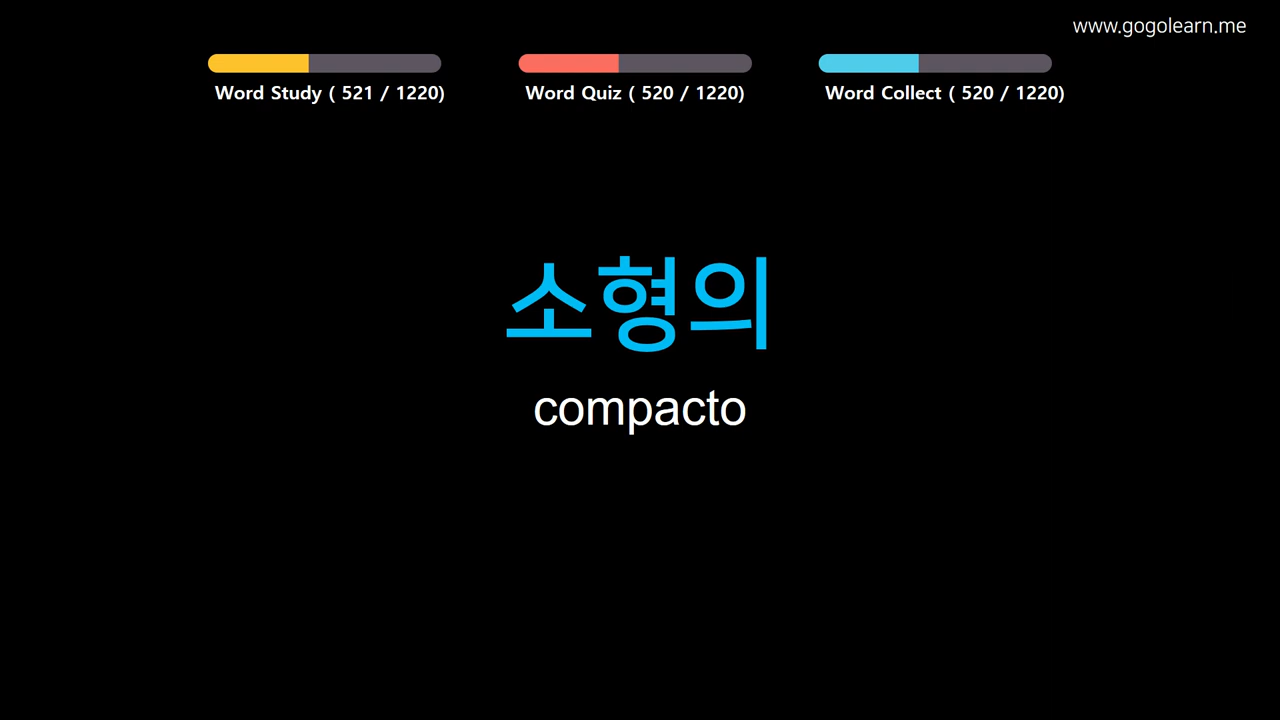 www.gogolearn.me
Word Study ( 521 / 1220)
Word Quiz ( 520 / 1220)
Word Collect ( 520 / 1220)
소형의
compacto